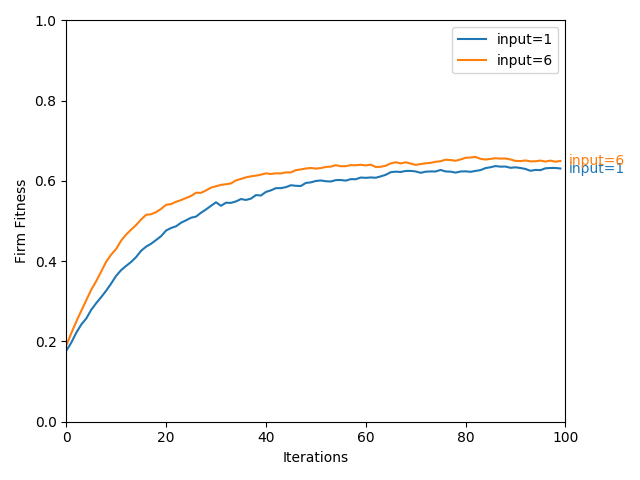 1.0
input=1
input=6
0.8
input=6
input=1
0.6
Firm Fitness
0.4
0.2
0.0
0 20 40 60 80 100
Iterations